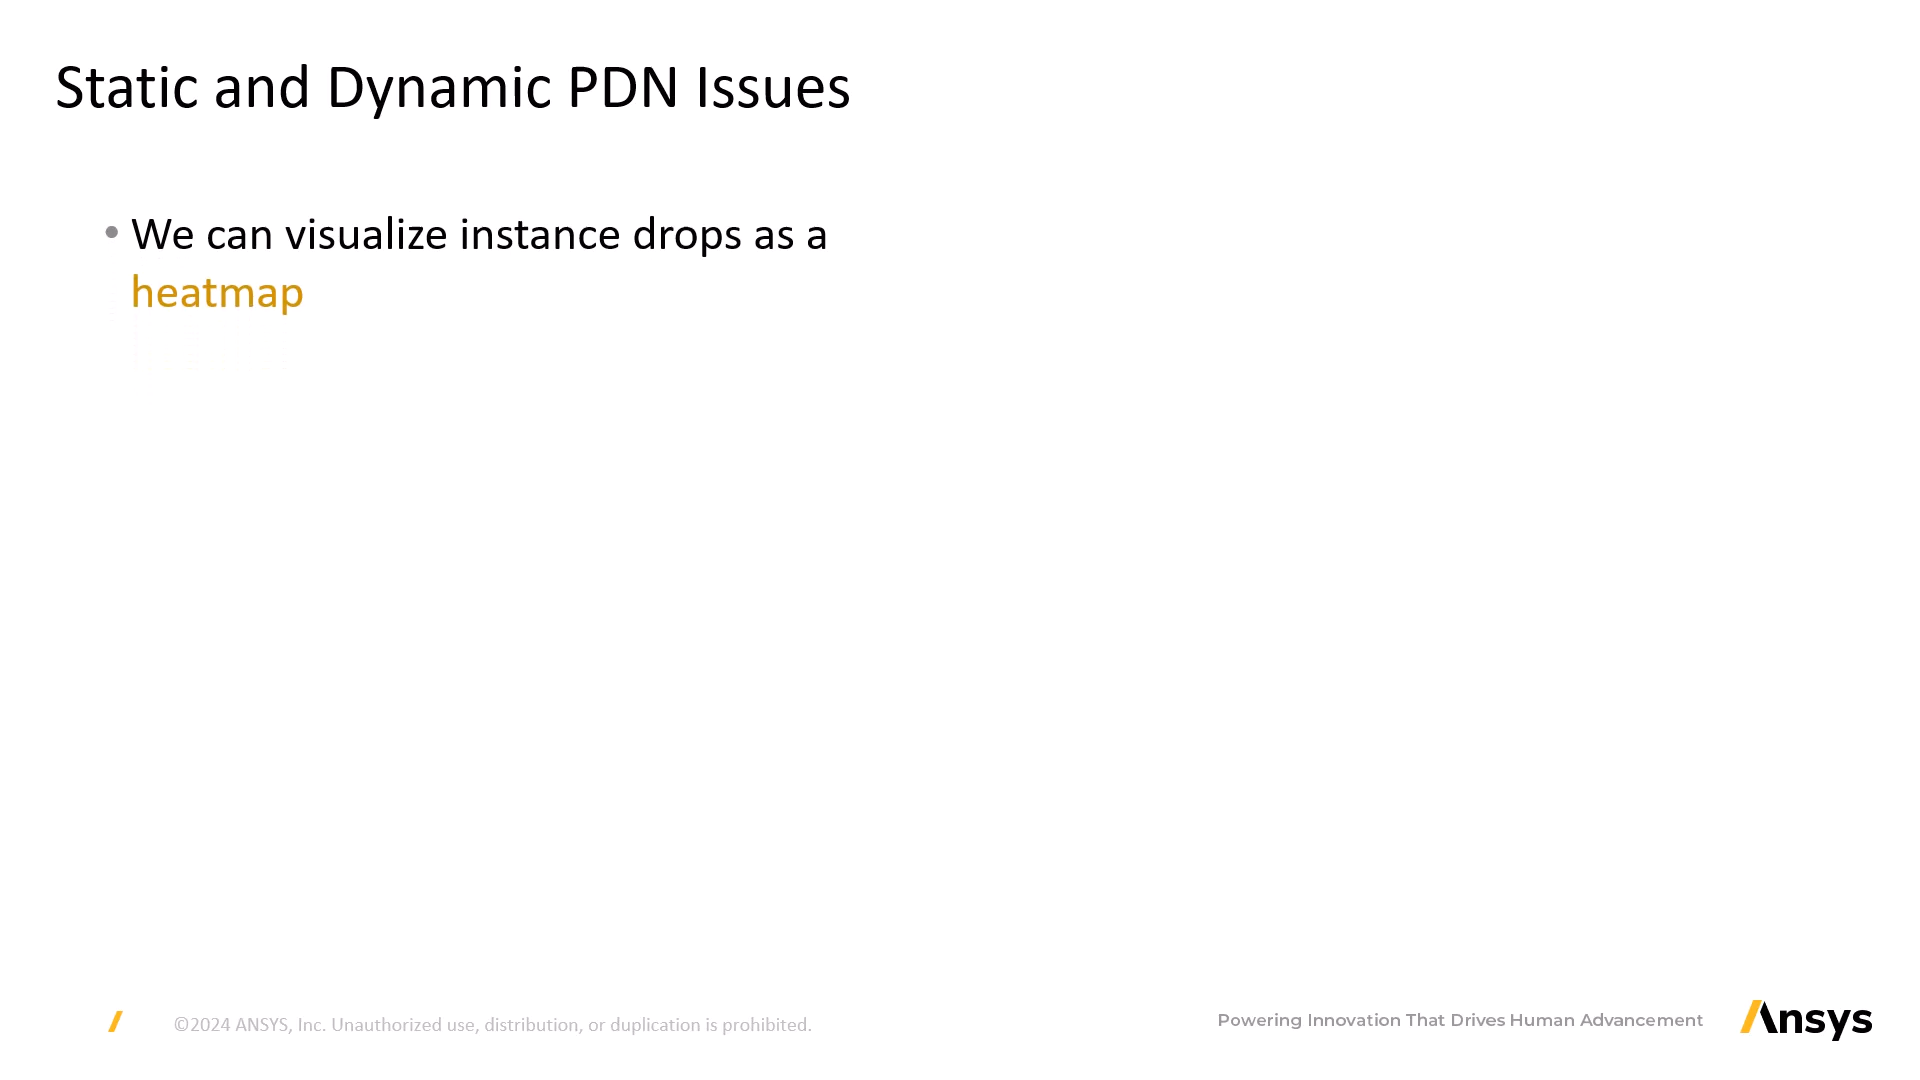 Static and Dynamic PDN Issues
• We can visualize instance drops as a
heatmap
©2024 ANSYS, Inc. Unauthorized use, distribution, or duplication is prohibited.
Powering Innovation That Drives Human Advancement
Ansys